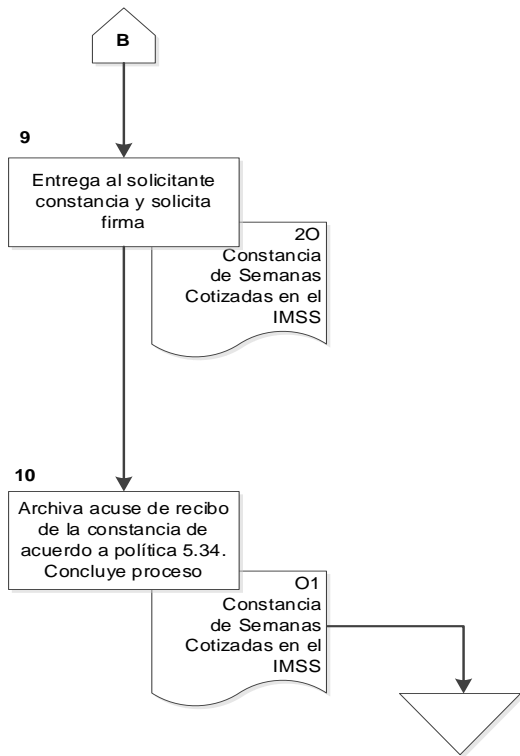 B
9
Entrega al solicitante
constancia y solicita
firma
2O
Constancia
de Semanas
Cotizadas en el
IMSS
10
Archiva acuse de recibo
de la constancia de
acuerdo a política 5.34.
Concluye proceso
O1
Constancia
de Semanas
Cotizadas en el
IMSS